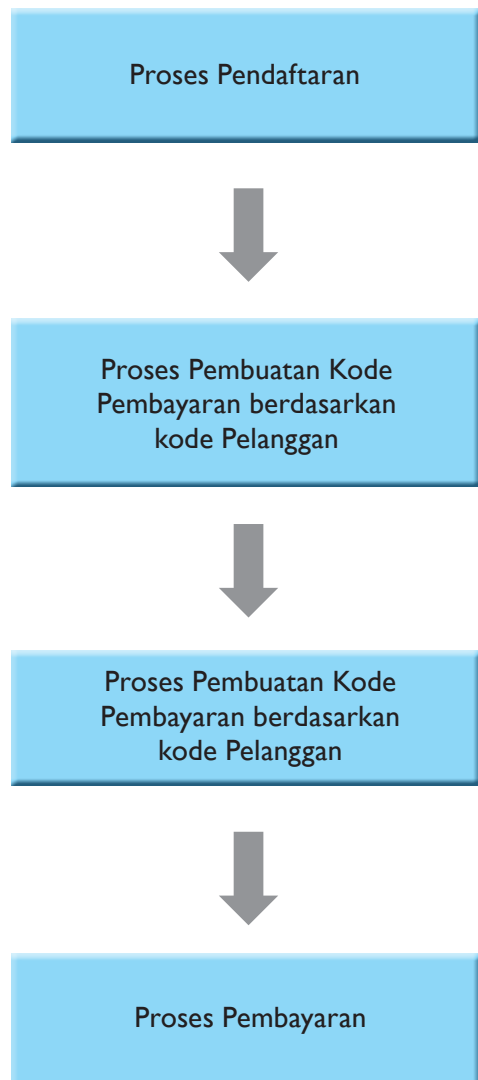 Proses Pendaftaran
Proses Pembuatan Kode
Pembayaran berdasarkan
kode Pelanggan
Proses Pembuatan Kode
Pembayaran berdasarkan
kode Pelanggan
Proses Pembayaran